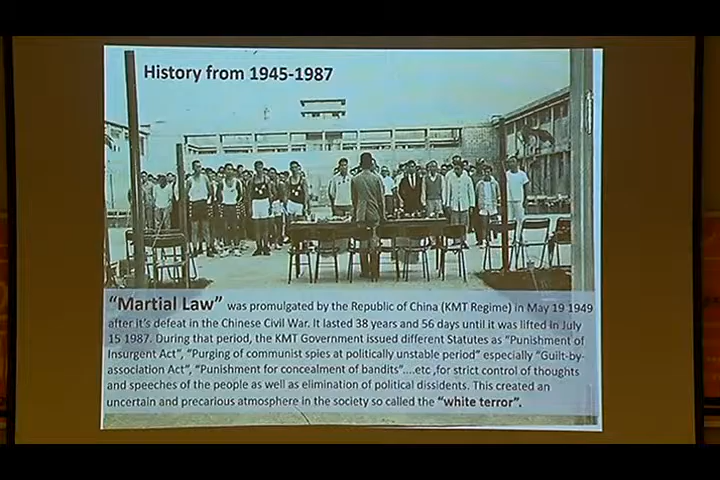 History from 1945-1987
“Martial Law” was promulgated by the Republic of China (KMT Regime) in May 19 1949
after it's defeat in the Chinese Civil War. It lasted 38 years and 56 days until it was lifted in July
15 1987. During that period, the KMT Government issued different Statutes as “Punishment of
Insurgent Act”, “Purging of communist spies at politically unstable period” especially “Guilt-by-
association Act”, “Punishment for concealment of bandits”....etc ,for strict control of thoughts
and speeches of the people as well as elimination of political dissidents. This created an
uncertain and precarious atmosphere in the society so called the “white terror”.